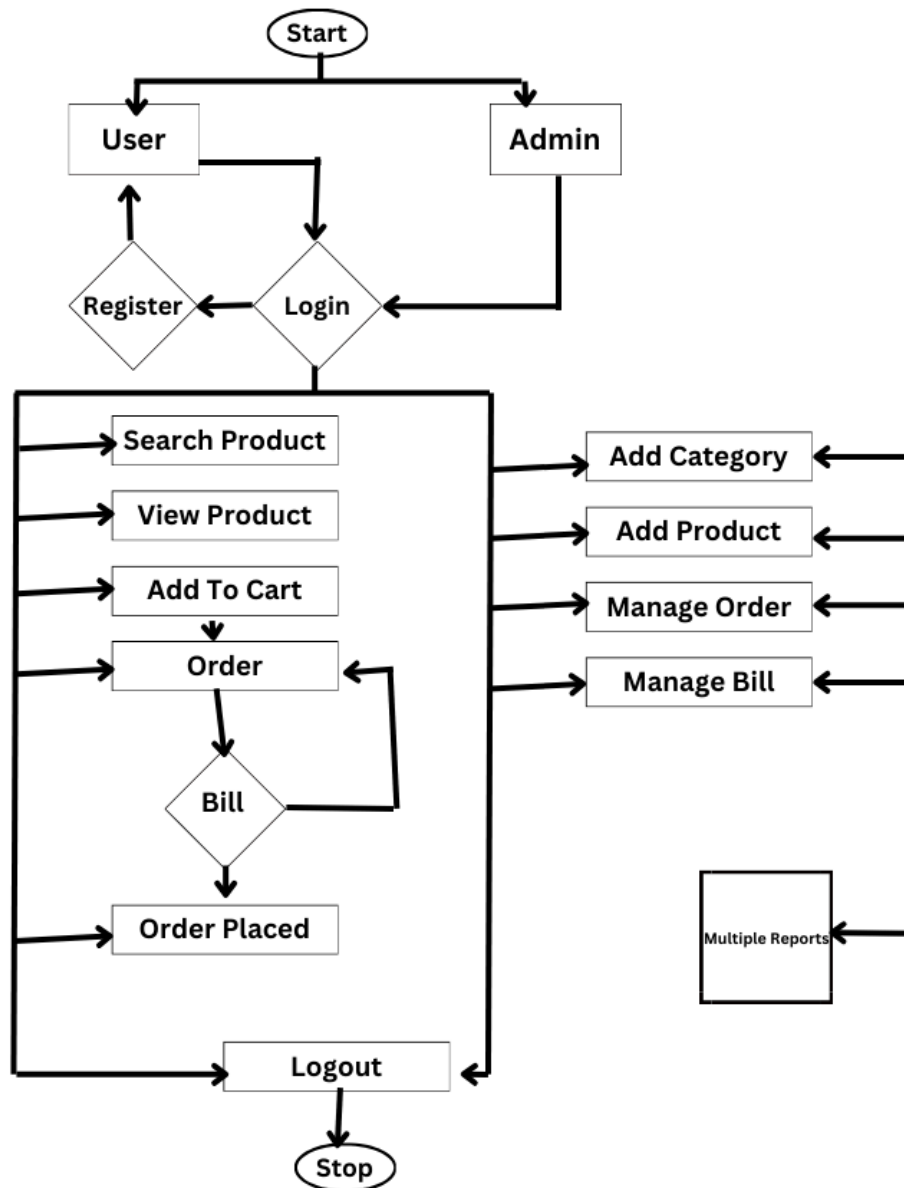 Start
User
Admin
Register
Login
Search Product
Add Category
View Product
Add Product
Add To Cart
Manage Order
Order
Manage Bill
Bill
Order Placed
Multiple Reports
Logout
Stop